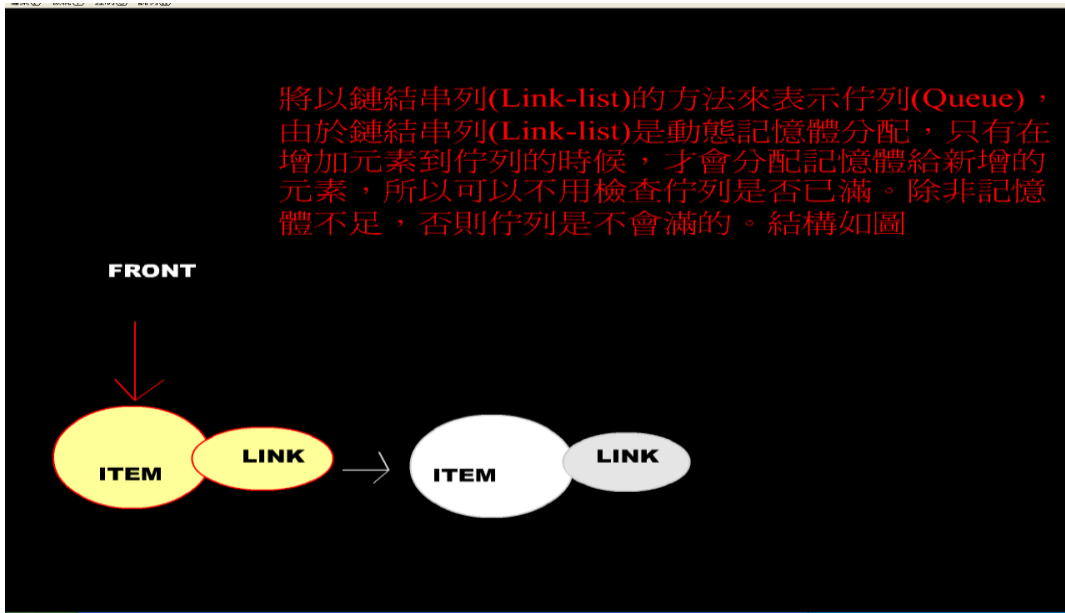 將以鏈結串列(Link-list)的方法來表示佇列(Queue)，
由於鏈結串列(Link-list)是動態記憶體分配，只有在
增加元素到佇列的時候，才會分配記憶體給新增的
元素，所以可以不用檢查佇列是否已滿。除非記憶
體不足，否則佇列是不會滿的。結構如圖
FRONT
ITEM
LINK
ITEM
LINK